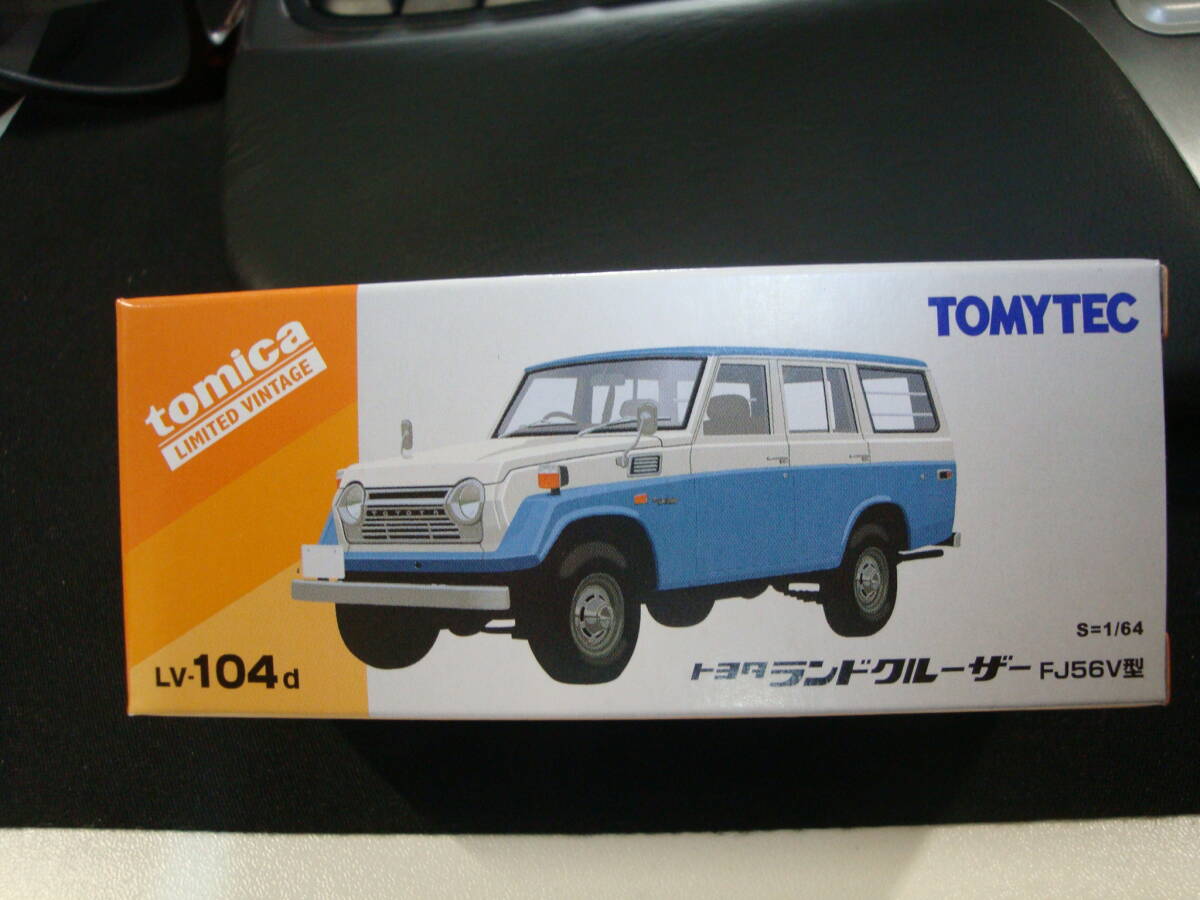 tomica
LIMITED VINTAGE
TOMYTEC
TOYOTA
S=1/64
LV-104d
トヨタ ランドクルーザー FJ56V型